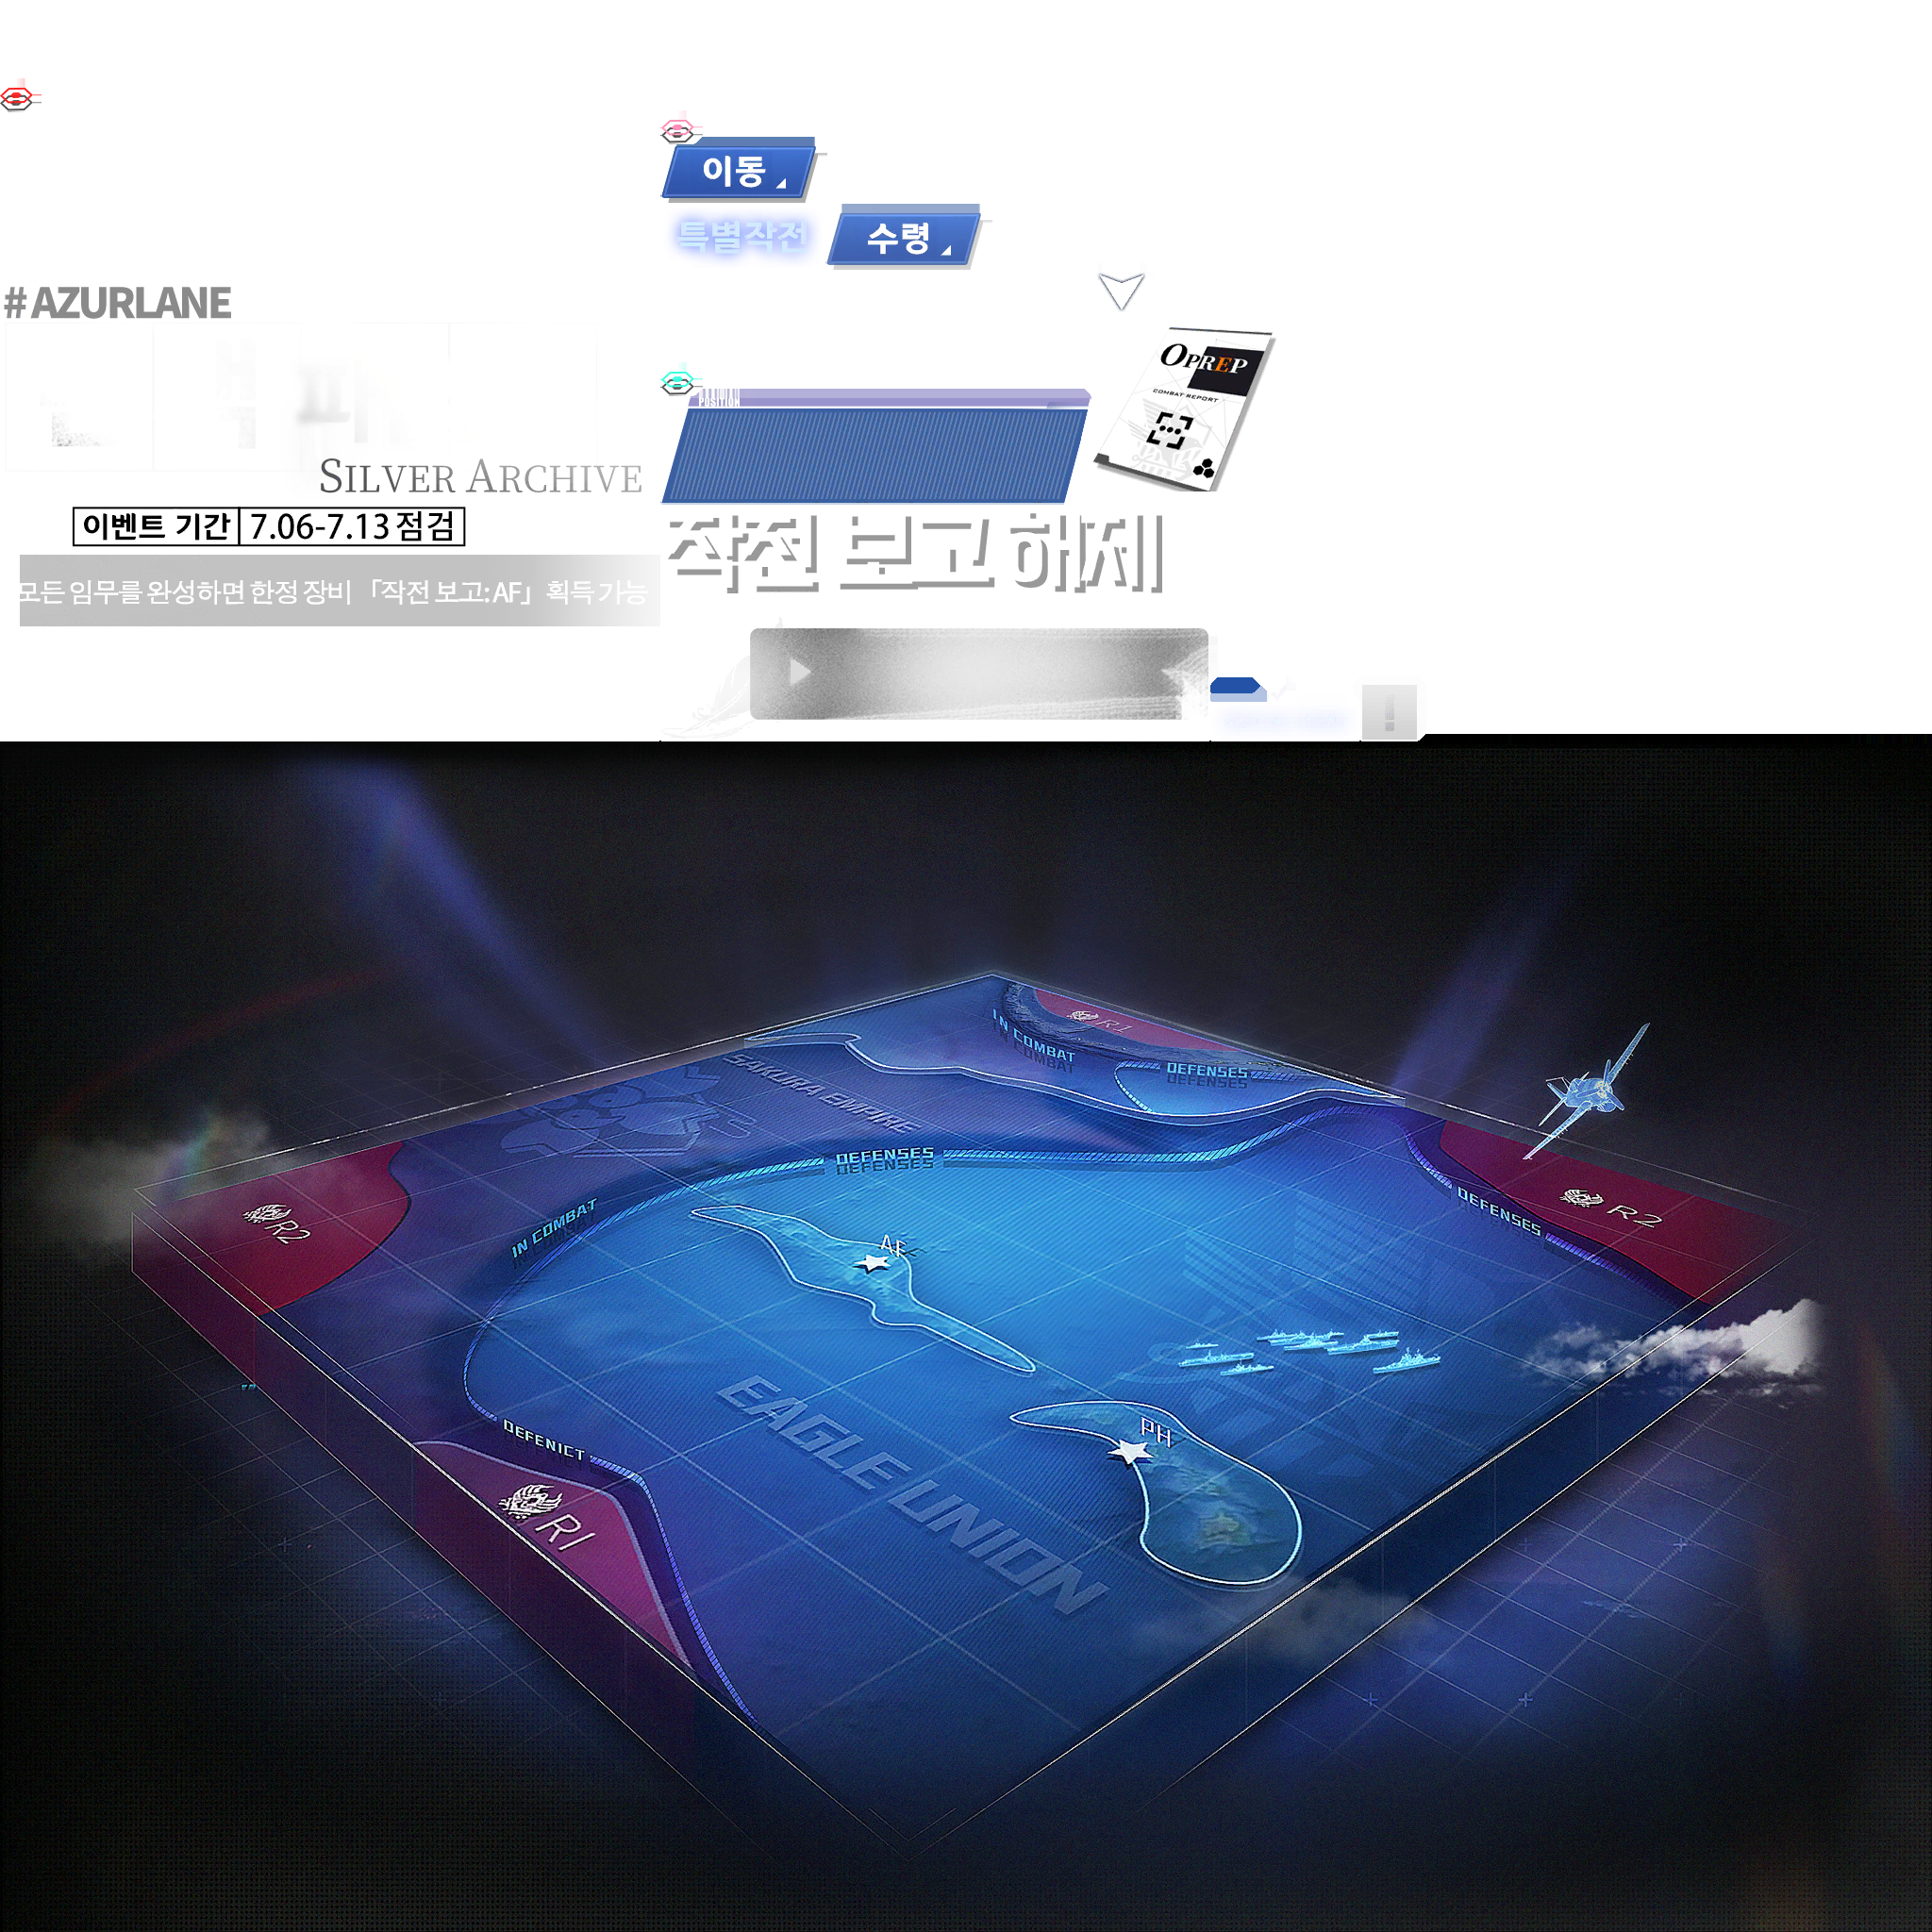 이동
특별작전
수령
# AZURLANE
OPREP
COMBAT REPORT
POSITION
SILVER ARCHIVE
이벤트 기간 7.06-7.13 점검
작전 보고 해제
모든 임무를 완성하면 한정 장비 「작전 보고: AF」 획득 가능
R1
IN COMBAT
DEFENSES
SAKURA EMPIRE
DEFENSES
R2
DEFENSES
R2
IN COMBAT
AF
EAGLE UNION
PH
DEFENICT
R1